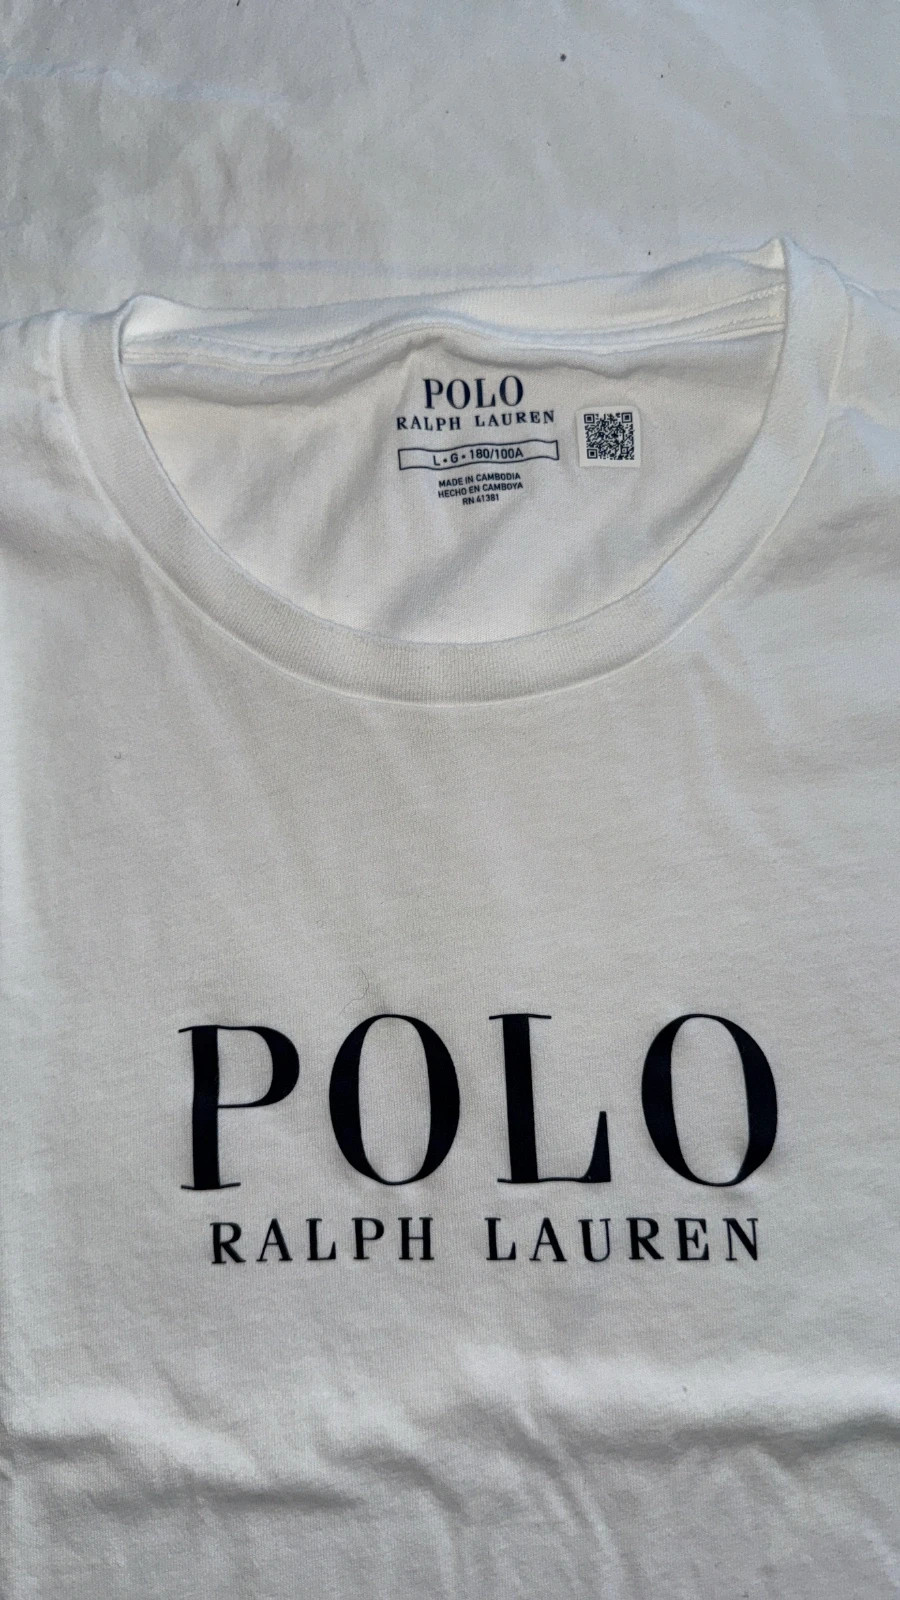 POLO
RALPH LAUREN
L • G • 180/100A
MADE IN CAMBODIA
HECHO EN CAMBOYA
RN 41381
POLO
RALPH LAUREN